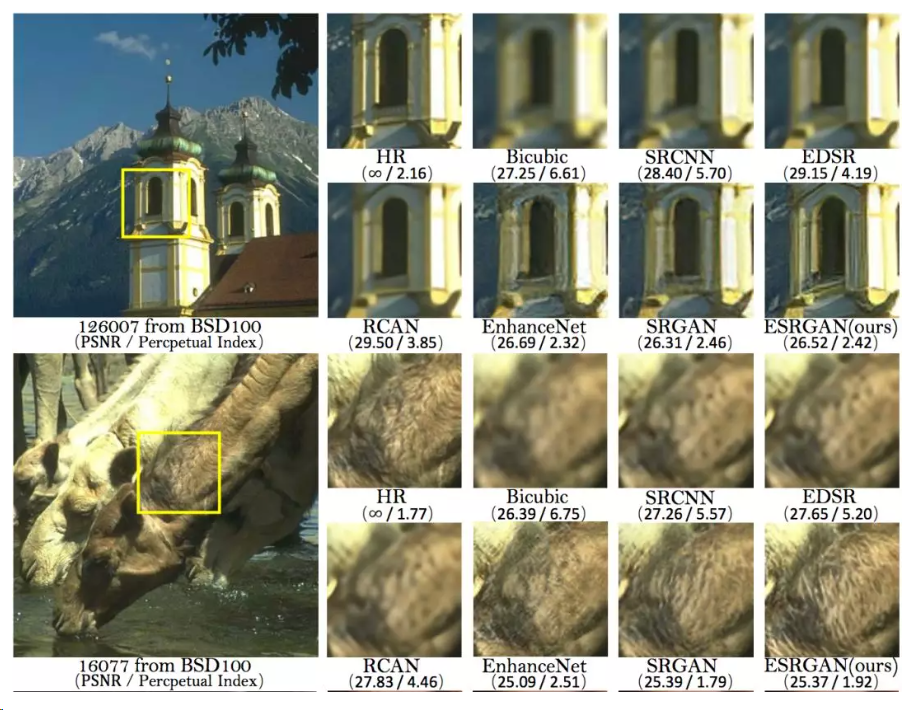 HR
(∞ / 2.16)
Bicubic
(27.25 / 6.61)
SRCNN
(28.40 / 5.70)
EDSR
(29.15 / 4.19)
RCAN
(29.50 / 3.85)
EnhanceNet
(26.69 / 2.32)
SRGAN
(26.31 / 2.46)
ESRGAN(ours)
(26.52 / 2.42)
126007 from BSD100
(PSNR / Percpetual Index)
HR
(∞ / 1.77)
Bicubic
(26.39 / 6.75)
SRCNN
(27.26 / 5.57)
EDSR
(27.65 / 5.20)
RCAN
(27.83 / 4.46)
EnhanceNet
(25.09 / 2.51)
SRGAN
(25.39 / 1.79)
ESRGAN(ours)
(25.37 / 1.92)
16077 from BSD100
(PSNR / Percpetual Index)